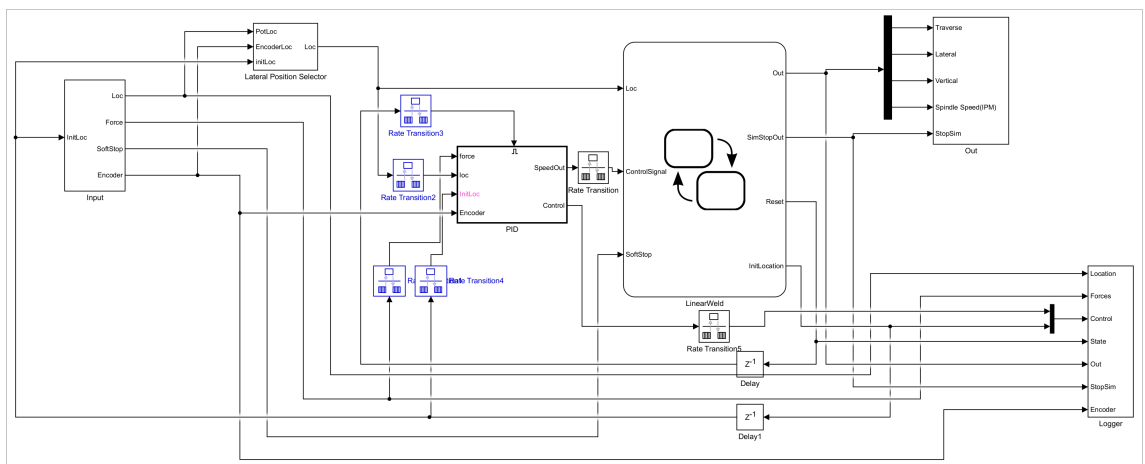 PotLoc
EncoderLoc
initLoc
Loc
Lateral Position Selector
InitLoc
Loc
Force
SoftStop
Encoder
Input
Rate Transition3
Rate Transition2
force
loc
InitLoc
Encoder
SpeedOut
Control
PID
Rate Transition
Rate Transition4
Loc
ControlSignal
SoftStop
Out
SimStopOut
Reset
InitLocation
LinearWeld
Rate Transition5
Z-1
Delay
Z-1
Delay1
Traverse
Lateral
Vertical
Spindle Speed(IPM)
StopSim
Out
Location
Forces
Control
State
Out
StopSim
Encoder
Logger